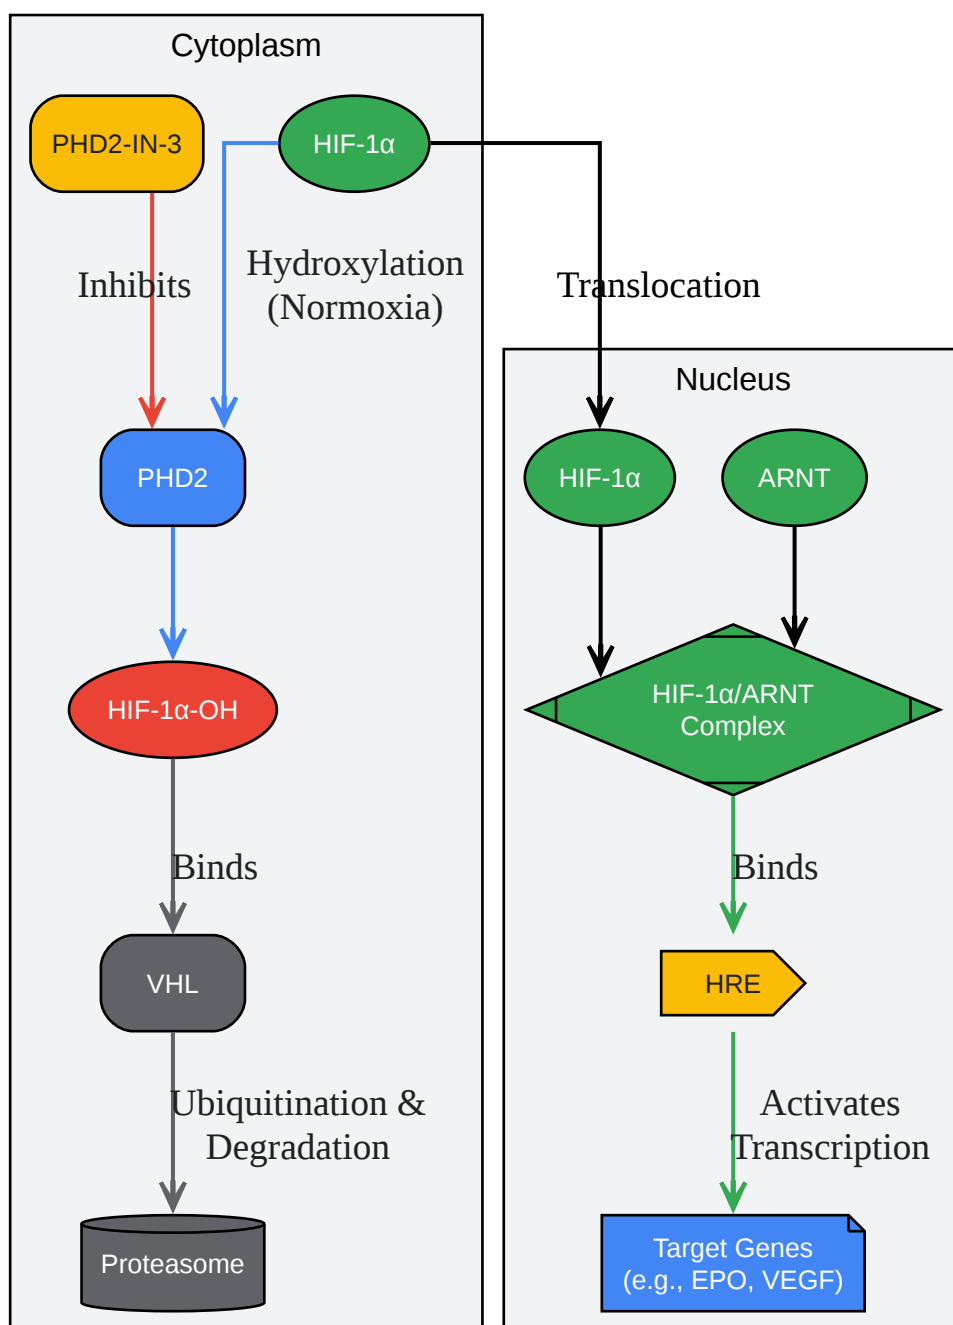 Cytoplasm
PHD2-IN-3
HIF-1α
Inhibits
Hydroxylation
(Normoxia)
Translocation
Nucleus
PHD2
HIF-1α
ARNT
HIF-1α-OH
HIF-1α/ARNT
Complex
Binds
Binds
VHL
HRE
Ubiquitination &
Degradation
Activates
Transcription
Proteasome
Target Genes
(e.g., EPO, VEGF)